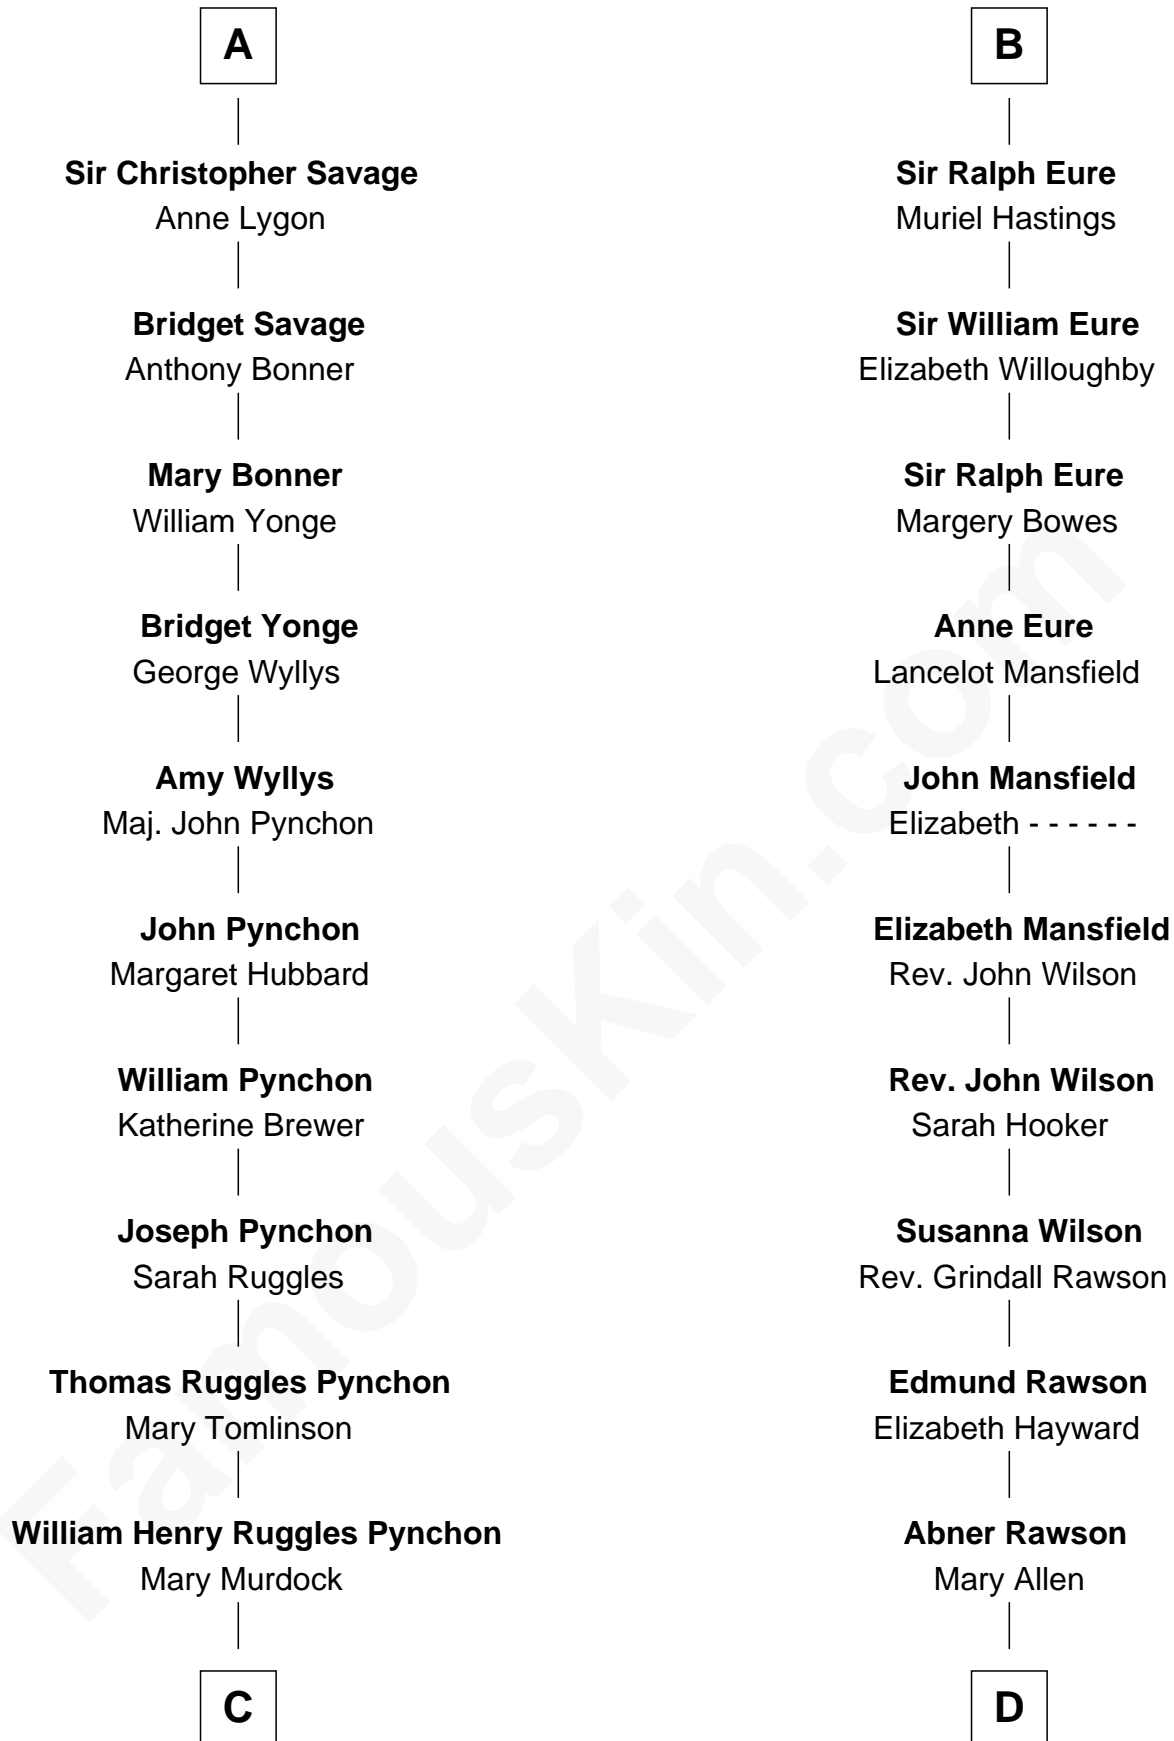 A
Sir Christopher Savage
Anne Lygon
Bridget Savage
Anthony Bonner
Mary Bonner
William Yonge
Bridget Yonge
George Wyllys
Amy Wyllys
Maj. John Pynchon
John Pynchon
Margaret Hubbard
William Pynchon
Katherine Brewer
Joseph Pynchon
Sarah Ruggles
Thomas Ruggles Pynchon
Mary Tomlinson
William Henry Ruggles Pynchon
Mary Murdock
C
B
Sir Ralph Eure
Muriel Hastings
Sir William Eure
Elizabeth Willoughby
Sir Ralph Eure
Margery Bowes
Anne Eure
Lancelot Mansfield
John Mansfield
Elizabeth - - - - - -
Elizabeth Mansfield
Rev. John Wilson
Rev. John Wilson
Sarah Hooker
Susanna Wilson
Rev. Grindall Rawson
Edmund Rawson
Elizabeth Hayward
Abner Rawson
Mary Allen
D
FamousKin.com